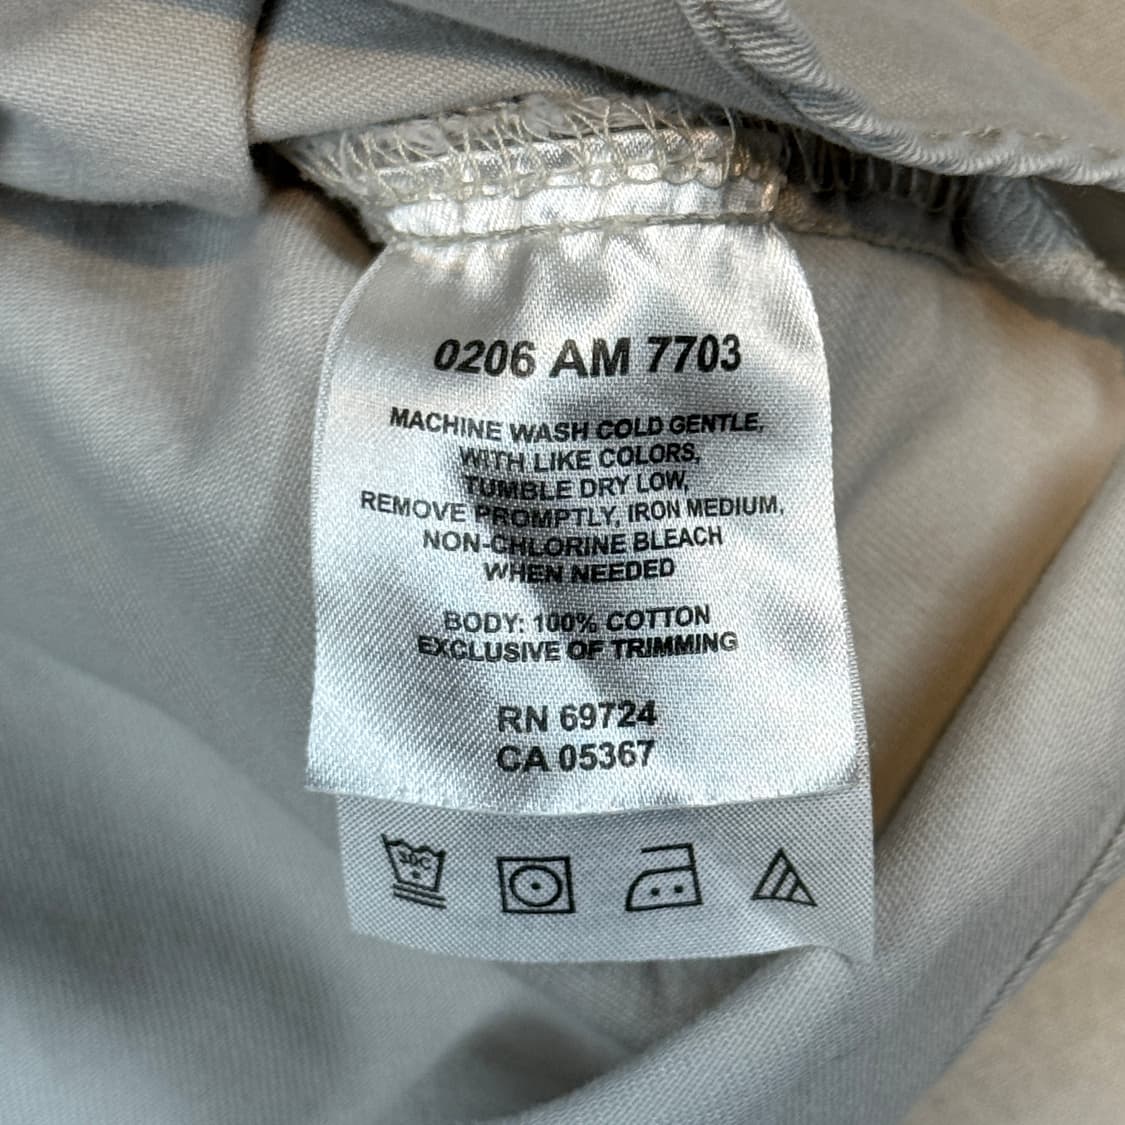 0206 AM 7703
MACHINE WASH COLD GENTLE,
WITH LIKE COLORS,
TUMBLE DRY LOW,
REMOVE PROMPTLY, IRON MEDIUM,
NON-CHLORINE BLEACH
WHEN NEEDED
BODY: 100% COTTON
EXCLUSIVE OF TRIMMING
RN 69724
CA 05367
30C